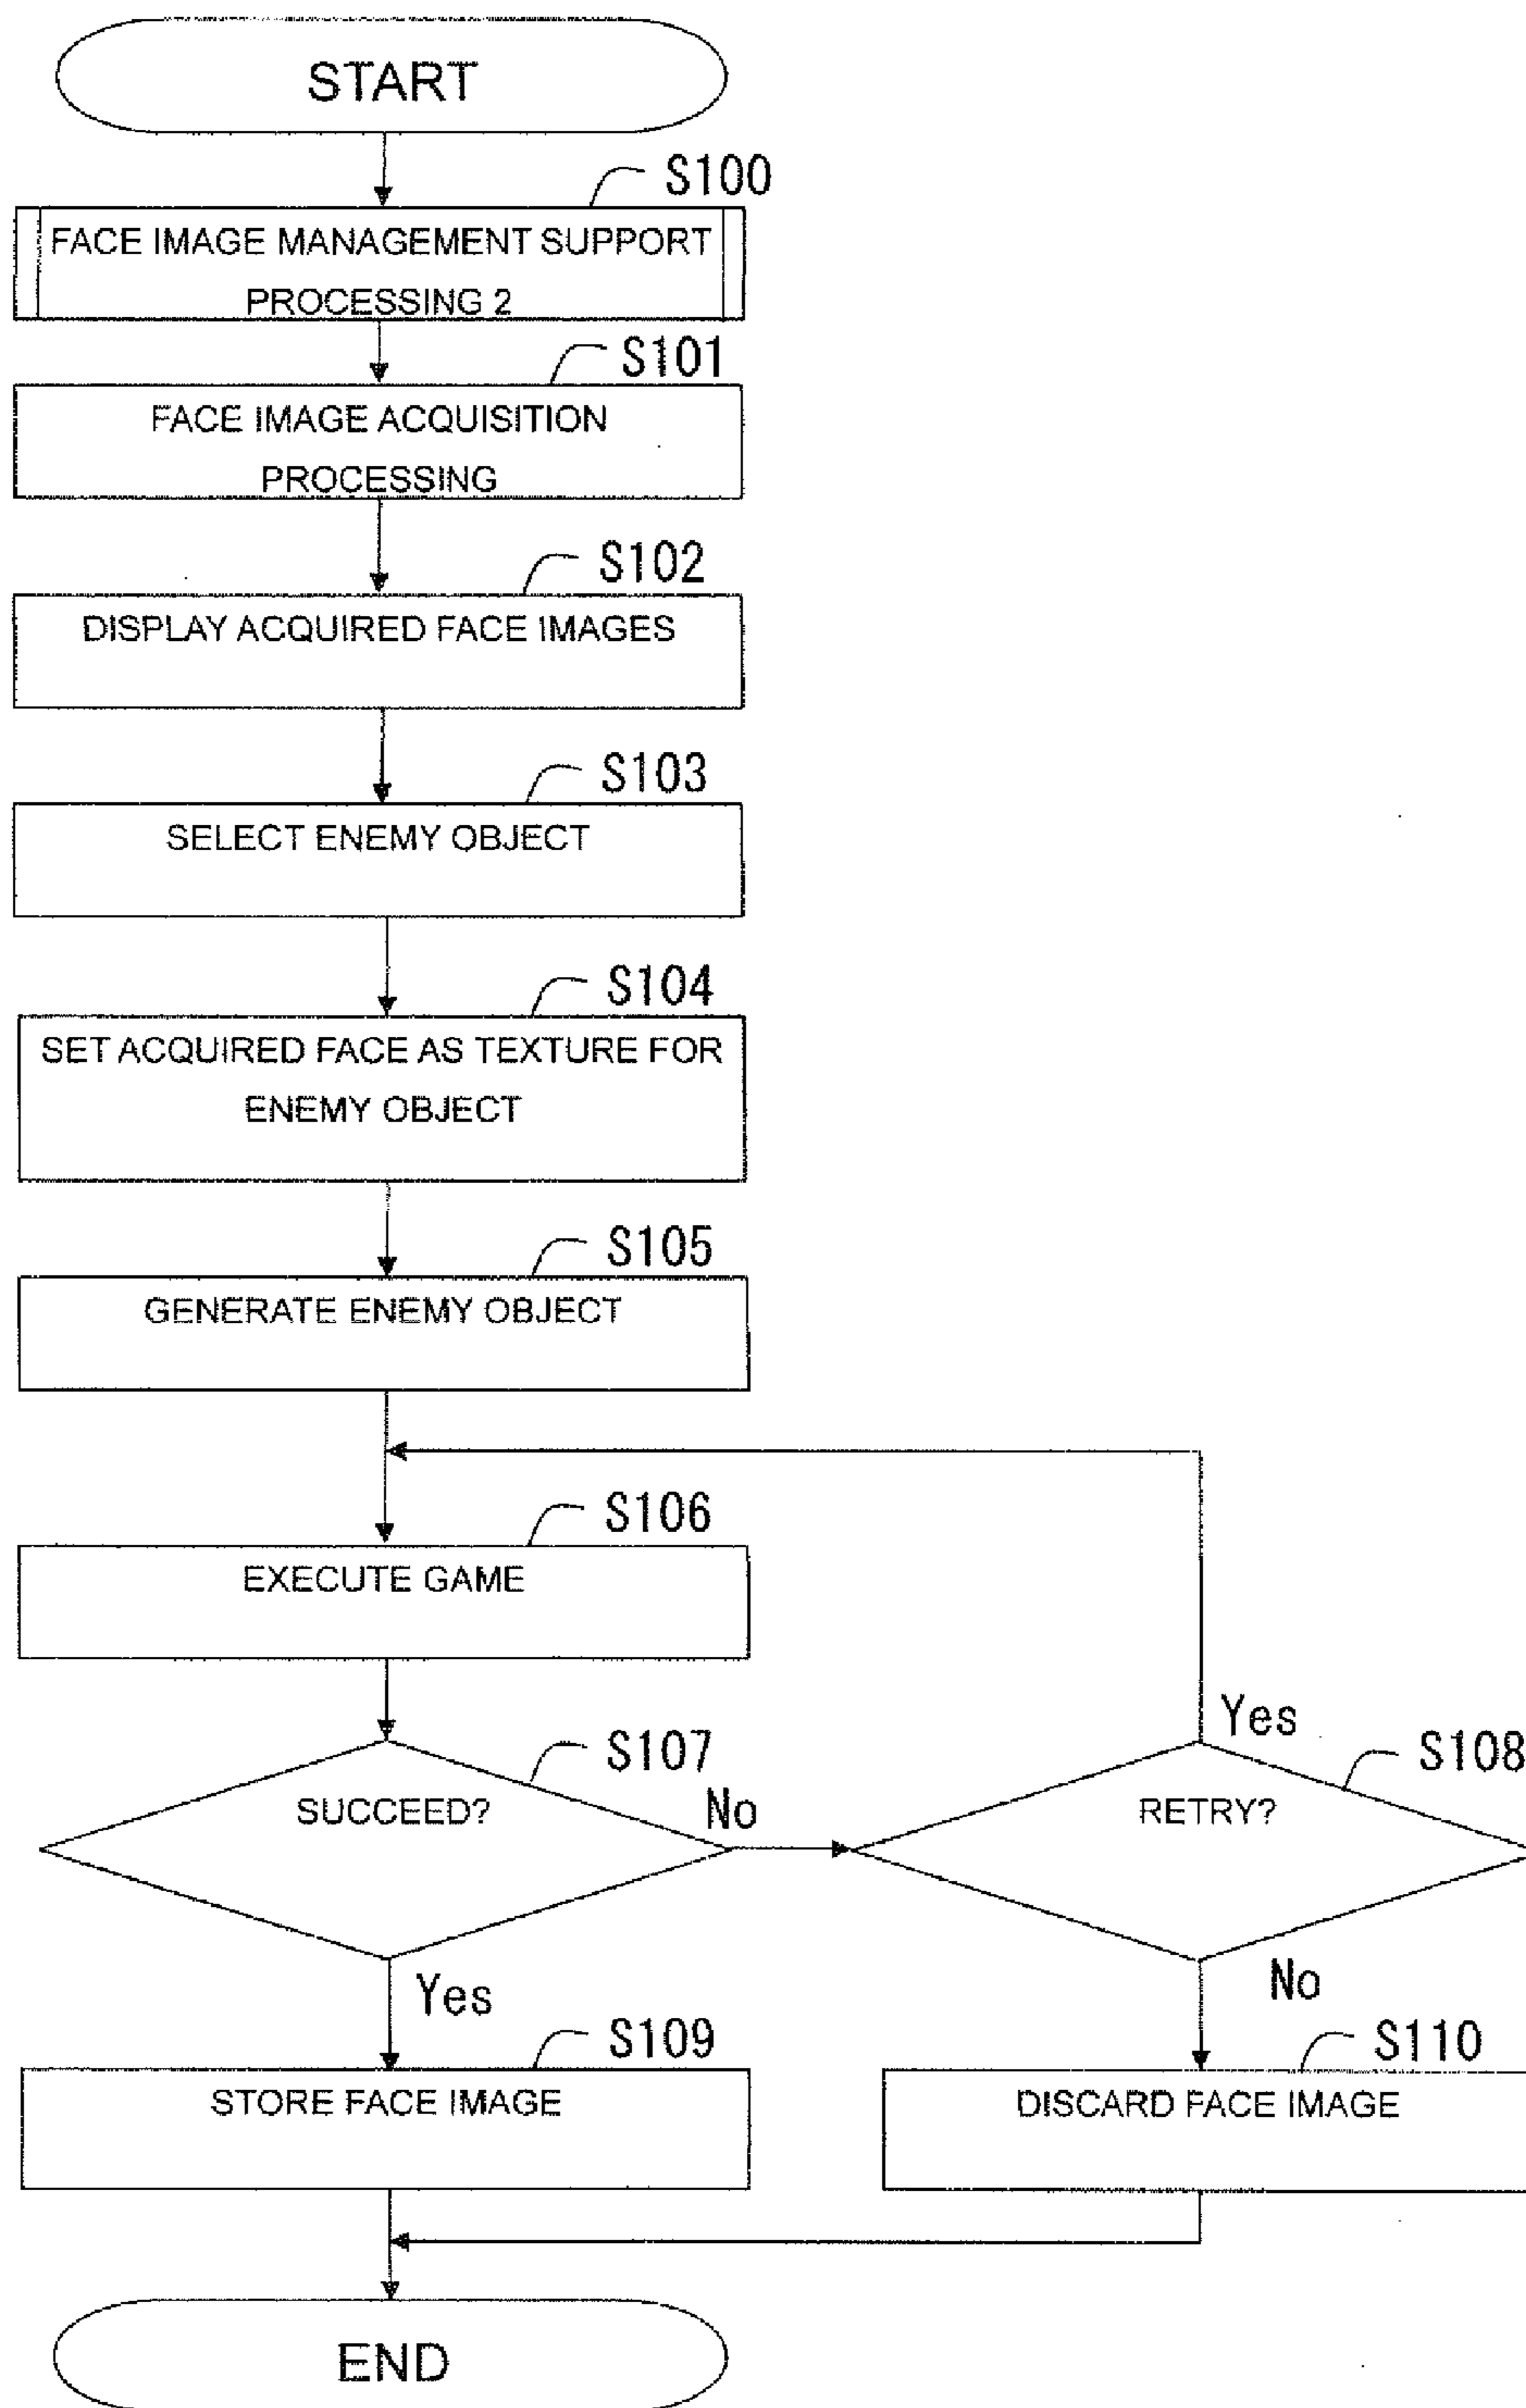 START
S100
FACE IMAGE MANAGEMENT SUPPORT
PROCESSING 2
S101
FACE IMAGE ACQUISITION
PROCESSING
S102
DISPLAY ACQUIRED FACE IMAGES
S103
SELECT ENEMY OBJECT
S104
SET ACQUIRED FACE AS TEXTURE FOR
ENEMY OBJECT
S105
GENERATE ENEMY OBJECT
S106
EXECUTE GAME
S107
SUCCEED?
No
Yes
S108
RETRY?
Yes
No
S109
STORE FACE IMAGE
S110
DISCARD FACE IMAGE
END